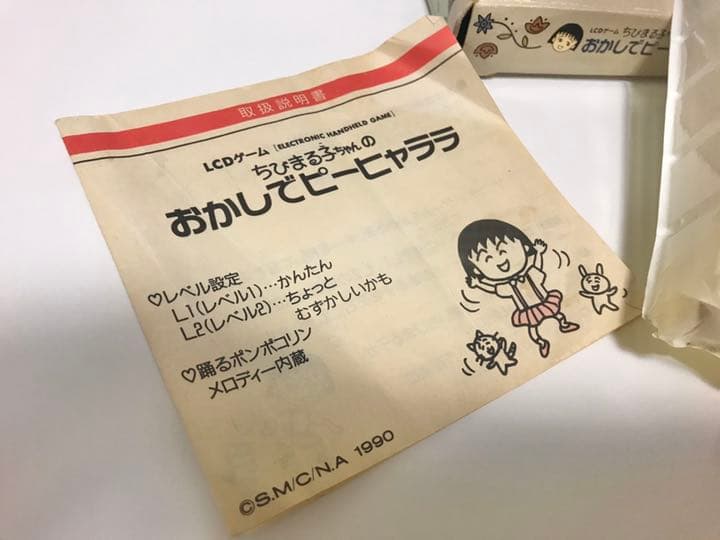 取扱説明書
LCDゲーム [ELECTRONIC HANDHELD GAME]
ちびまる子ちゃんの
おかしでピーヒャララ
♡レベル設定
L1(レベル1)…かんたん
L2(レベル2)…ちょっと
むずかしいかも
♡踊るポンポコリン
メロディー内蔵
©S.M/C/N.A 1990
LCDゲーム ちびまる子
おかしでピー